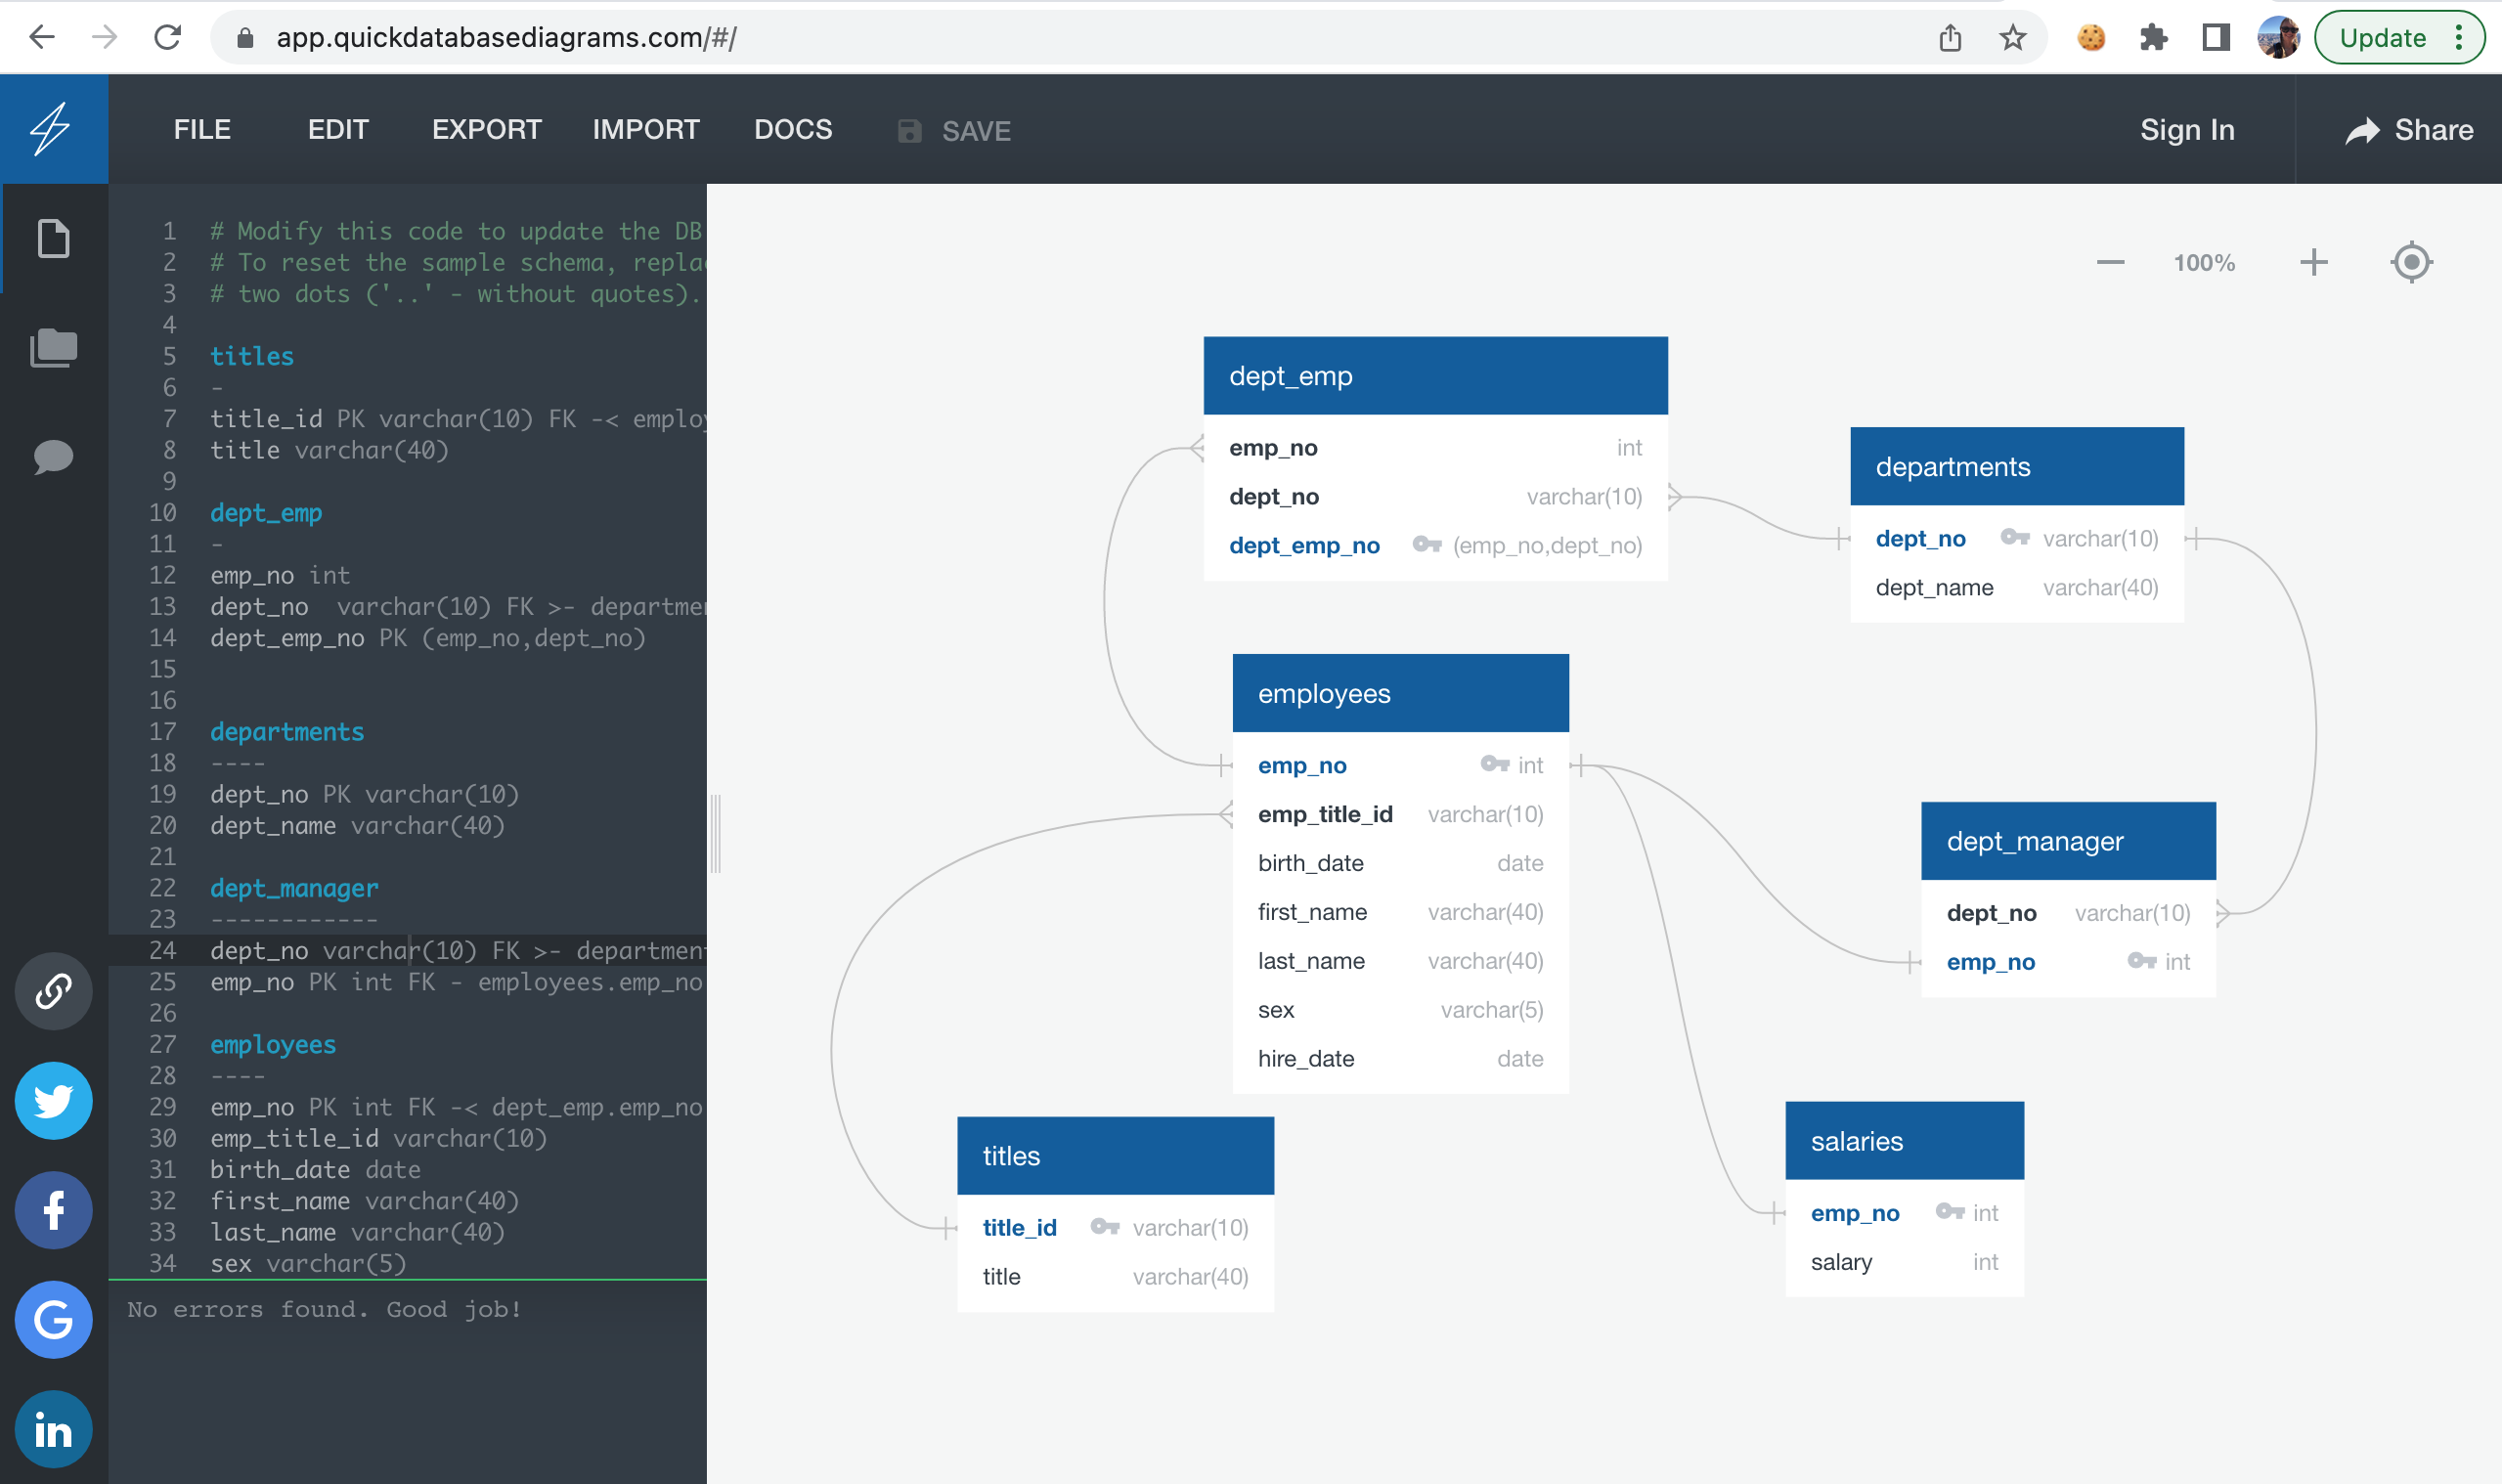 app.quickdatabasediagrams.com/#/
Update
FILE EDIT EXPORT IMPORT DOCS SAVE Sign In Share
1 # Modify this code to update the DB
2 # To reset the sample schema, repla
3 # two dots ('..' - without quotes).
4
5 titles
6 -
7 title_id PK varchar(10) FK -< employ
8 title varchar(40)
9
10 dept_emp
11 -
12 emp_no int
13 dept_no  varchar(10) FK >- departmen
14 dept_emp_no PK (emp_no,dept_no)
15
16
17 departments
18 ----
19 dept_no PK varchar(10)
20 dept_name varchar(40)
21
22 dept_manager
23 ------------
24 dept_no varchar(10) FK >- department
25 emp_no PK int FK - employees.emp_no
26
27 employees
28 ----
29 emp_no PK int FK -< dept_emp.emp_no
30 emp_title_id varchar(10)
31 birth_date date
32 first_name varchar(40)
33 last_name varchar(40)
34 sex varchar(5)
No errors found. Good job!
100%
dept_emp
emp_no int
dept_no varchar(10)
dept_emp_no (emp_no,dept_no)
departments
dept_no varchar(10)
dept_name varchar(40)
employees
emp_no int
emp_title_id varchar(10)
birth_date date
first_name varchar(40)
last_name varchar(40)
sex varchar(5)
hire_date date
dept_manager
dept_no varchar(10)
emp_no int
titles
title_id varchar(10)
title varchar(40)
salaries
emp_no int
salary int